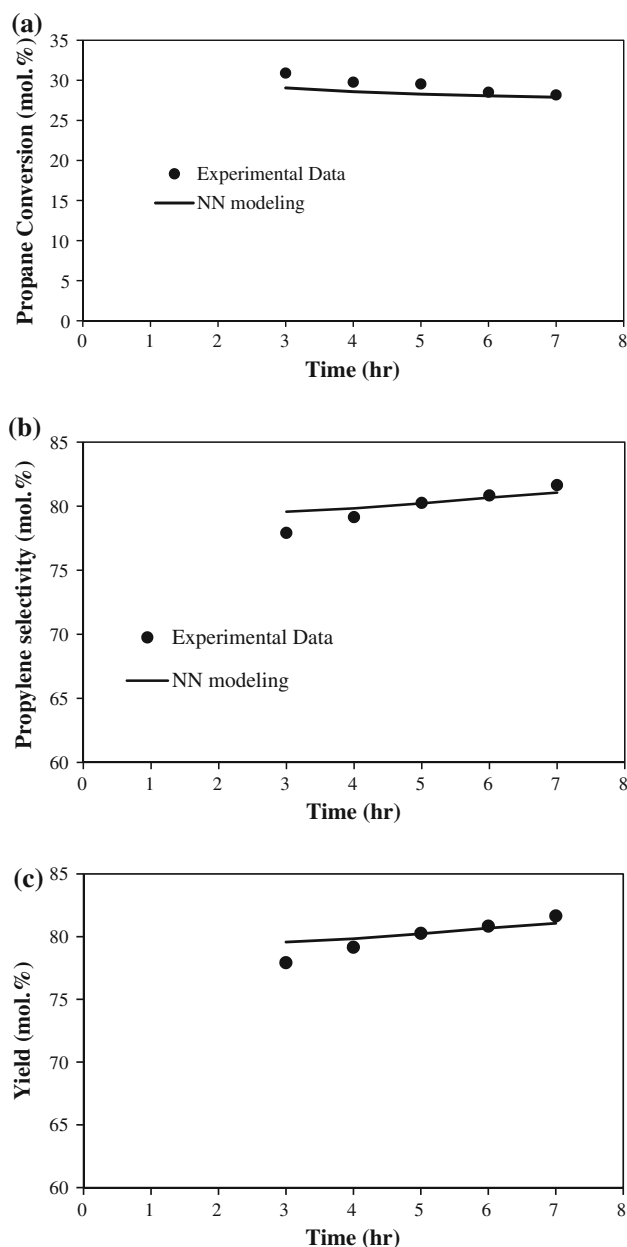 (a)
Propane Conversion (mol.%)
35
30
25
20
15
10
5
0
Experimental Data
NN modeling
0 1 2 3 4 5 6 7 8
Time (hr)
(b)
Propylene selectivity (mol.%)
85
80
75
70
65
60
Experimental Data
NN modeling
0 1 2 3 4 5 6 7 8
Time (hr)
(c)
Yield (mol.%)
85
80
75
70
65
60
0 1 2 3 4 5 6 7 8
Time (hr)